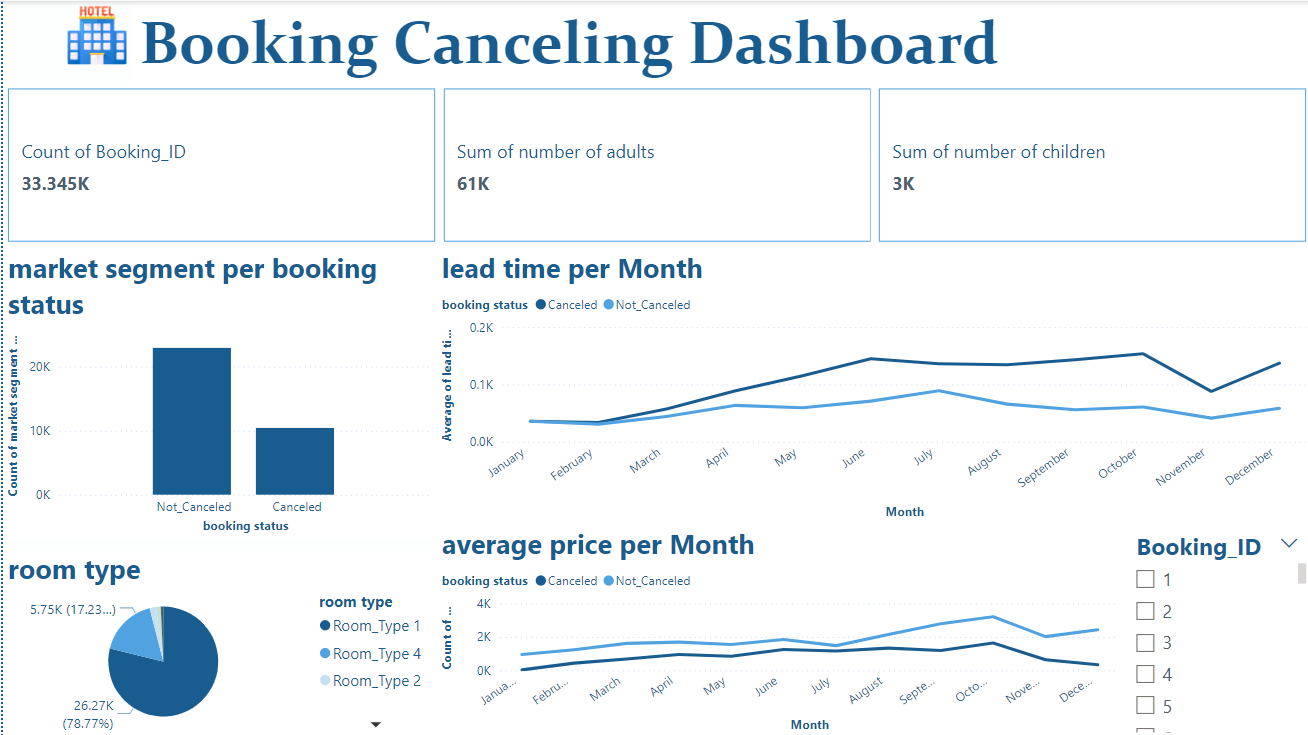 HOTEL
Booking Canceling Dashboard
Count of Booking_ID
33.345K
Sum of number of adults
61K
Sum of number of children
3K
market segment per booking
status
Count of market segment ...
20K
10K
0K
Not_Canceled
Canceled
booking status
lead time per Month
booking status Canceled Not_Canceled
Average of lead ti...
0.2K
0.1K
0.0K
January
February
March
April
May
June
July
August
September
October
November
December
Month
room type
5.75K (17.23...)
26.27K
(78.77%)
room type
Room_Type 1
Room_Type 4
Room_Type 2
average price per Month
booking status Canceled Not_Canceled
Count of ...
4K
2K
0K
Janua...
Febru...
March
April
May
June
July
August
Septe...
Octo...
Nove...
Dece...
Month
Booking_ID
1
2
3
4
5